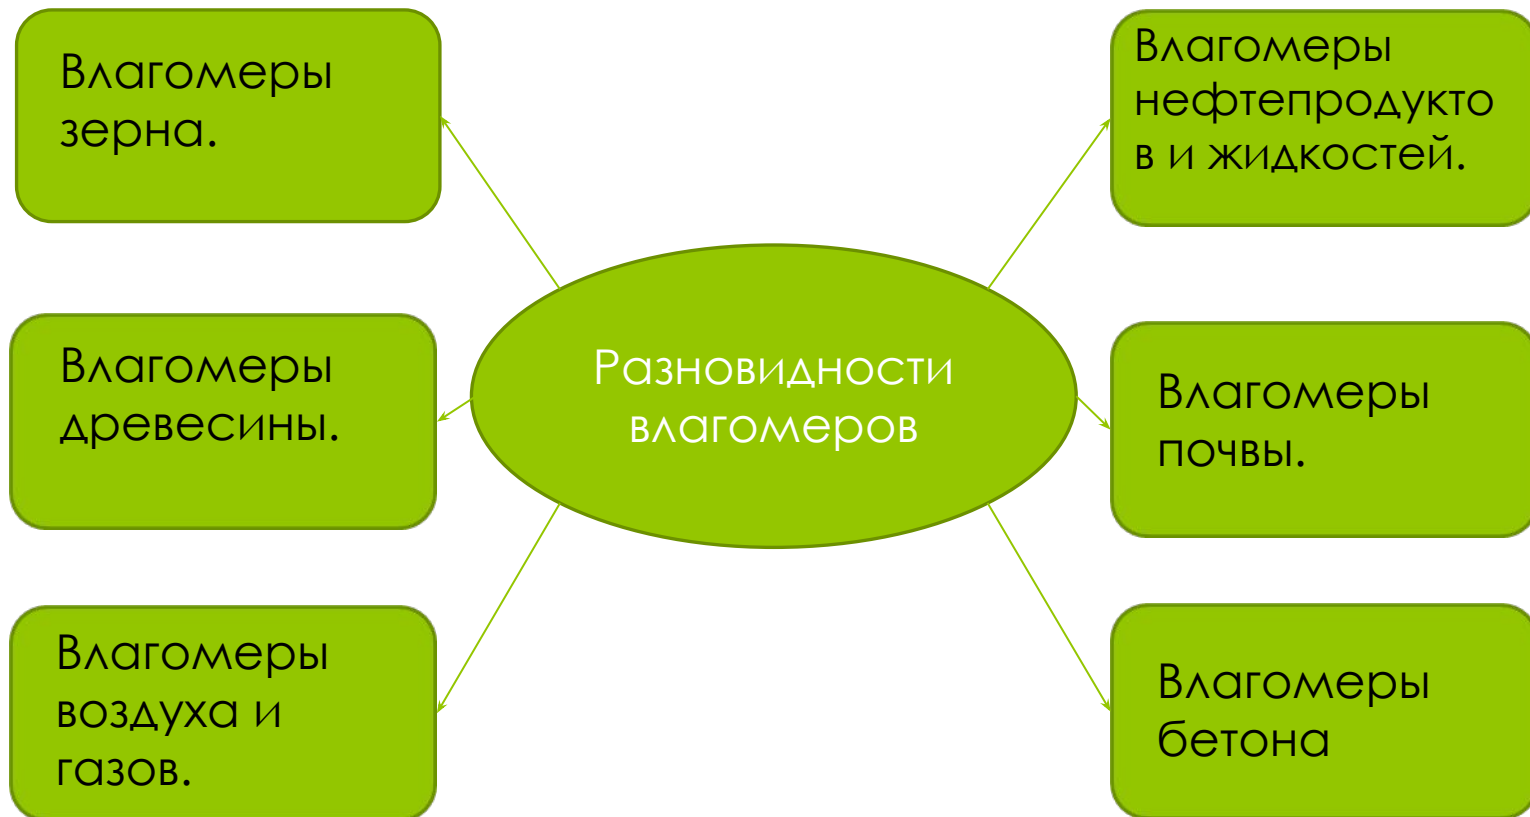 Влагомеры
зерна.
Влагомеры
нефтепродукто
в и жидкостей.
Разновидности
влагомеров
Влагомеры
древесины.
Влагомеры
почвы.
Влагомеры
воздуха и
газов.
Влагомеры
бетона